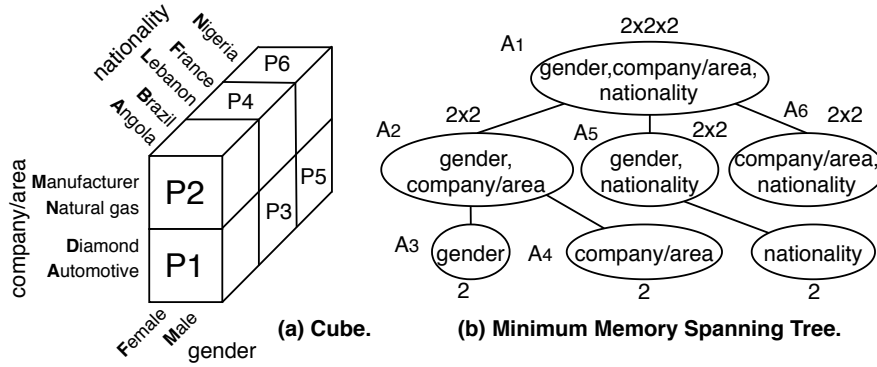 nationality
Nigeria
France
Lebanon
Brazil
Angola
P6
P4
company/area
Manufacturer
Natural gas
Diamond
Automotive
P2
P5
P3
P1
Female
Male
gender
(a) Cube.
2x2x2
A1
gender,company/area,
nationality
2x2
A2
gender,
company/area
A5
2x2
gender,
nationality
A6
2x2
company/area,
nationality
A3
gender
2
A4
company/area
2
nationality
2
(b) Minimum Memory Spanning Tree.